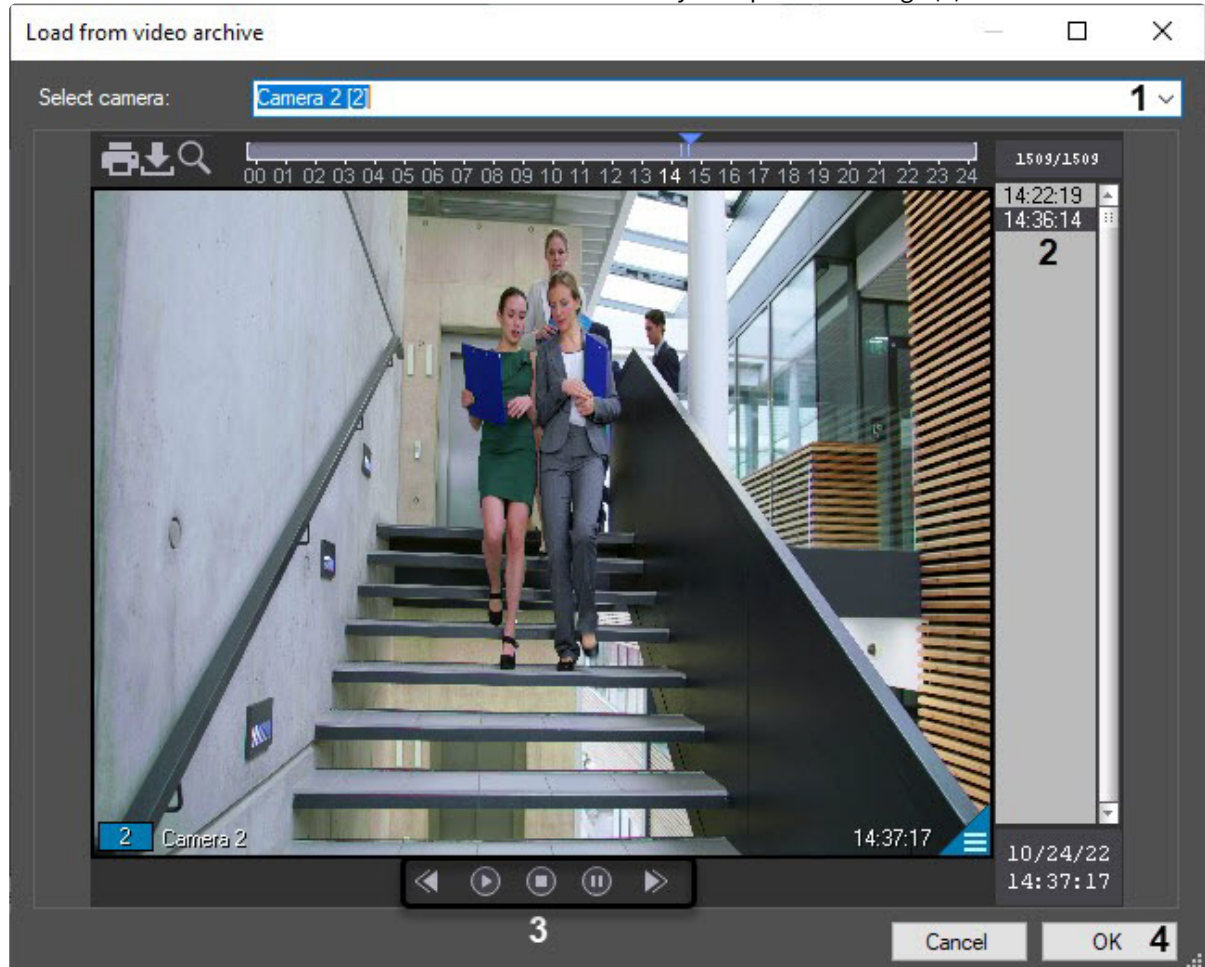 Load from video archive
Select camera: Camera 2 [2] 1
1509/1509
00 01 02 03 04 05 06 07 08 09 10 11 12 13 14 15 16 17 18 19 20 21 22 23 24
14:22:19
14:36:14
2
2 Camera 2 14:37:17
10/24/22
14:37:17
3
Cancel OK 4